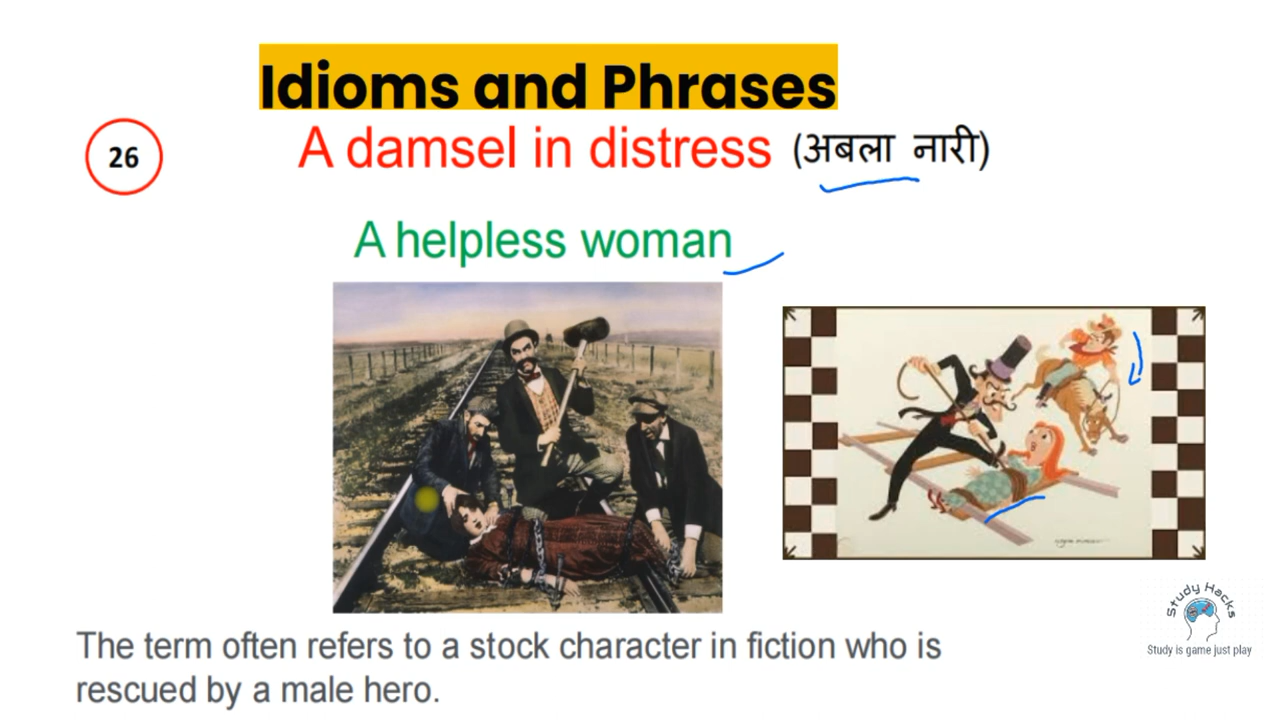 Idioms and Phrases
26
A damsel in distress (अबला नारी)
A helpless woman
The term often refers to a stock character in fiction who is
rescued by a male hero.
Study Hacks
Study is game just play